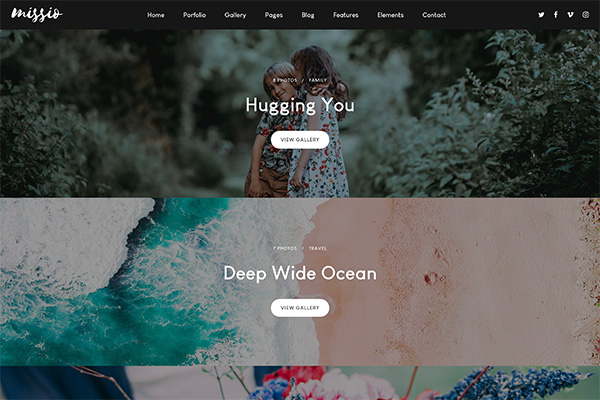 missio
Home Porfolio Gallery Pages Blog Features Elements Contact
8 PHOTOS / FAMILY
Hugging You
VIEW GALLERY
7 PHOTOS / TRAVEL
Deep Wide Ocean
VIEW GALLERY